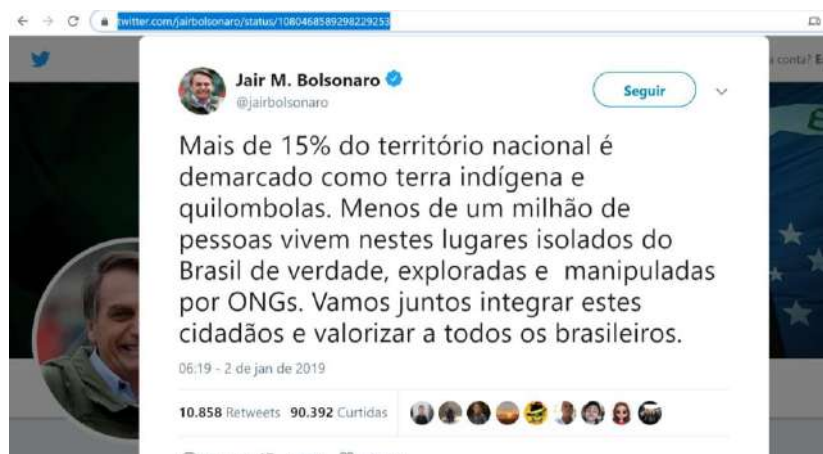 twitter.com/jairbolsonaro/status/1080468589298229253
a conta? E
Jair M. Bolsonaro
@jairbolsonaro
Seguir
Mais de 15% do território nacional é
demarcado como terra indígena e
quilombolas. Menos de um milhão de
pessoas vivem nestes lugares isolados do
Brasil de verdade, exploradas e manipuladas
por ONGs. Vamos juntos integrar estes
cidadãos e valorizar a todos os brasileiros.
06:19 - 2 de jan de 2019
10.858 Retweets 90.392 Curtidas